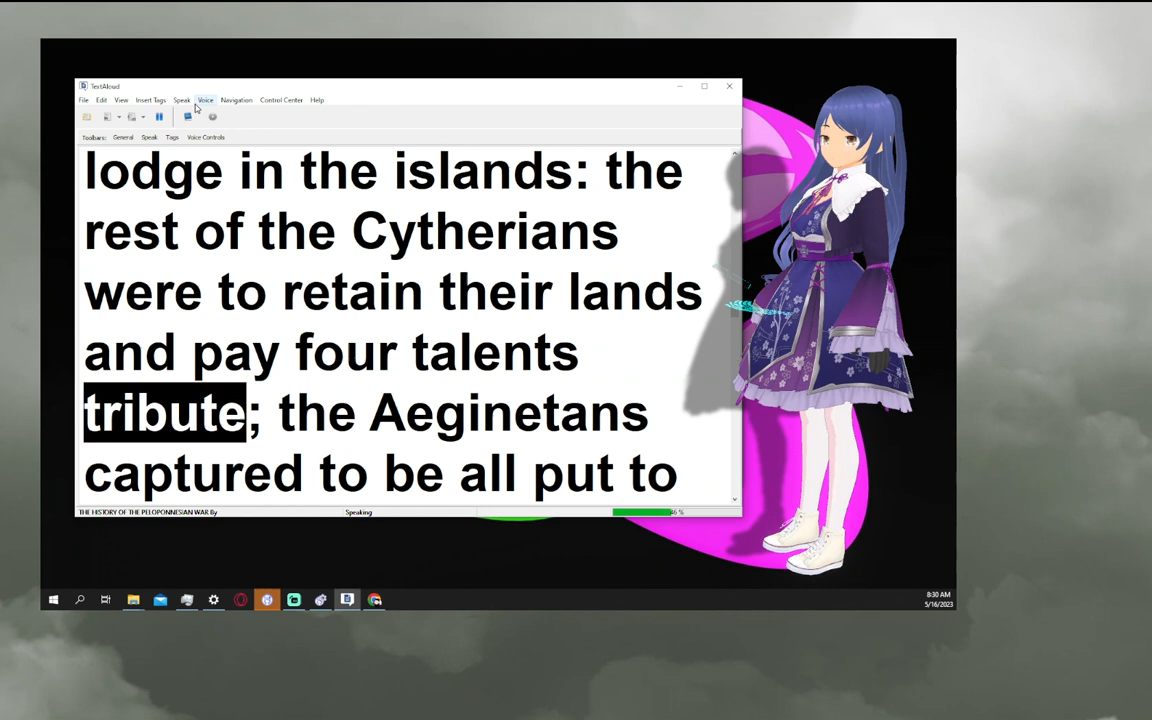 TextAloud
File Edit View Insert Tags Speak Voice Navigation Control Center Help
Toolbars: General Speak Tags Voice Controls
lodge in the islands: the
rest of the Cytherians
were to retain their lands
and pay four talents
tribute; the Aeginetans
captured to be all put to
THE HISTORY OF THE PELOPONNESIAN WAR By Speaking 46 %
8:30 AM
5/16/2023